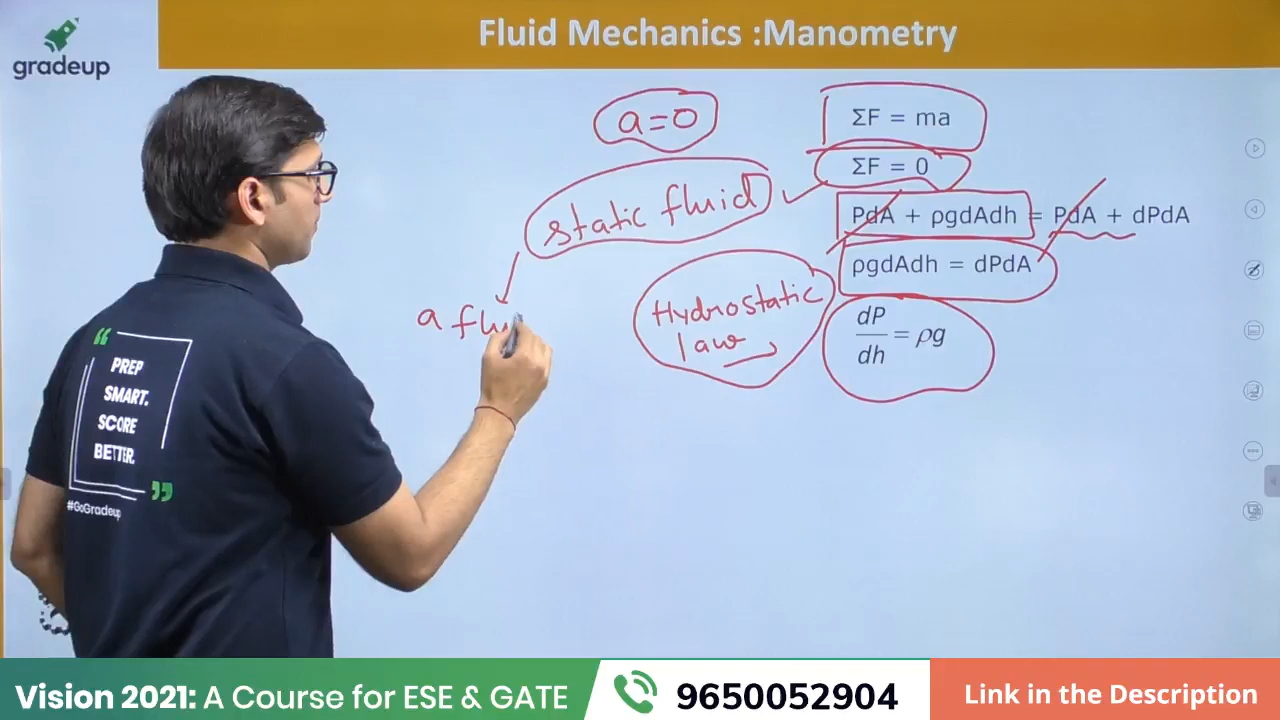 gradeup
Fluid Mechanics :Manometry
a=0
ΣF = ma
ΣF = 0
static fluid
PdA + ρgdAdh = PdA + dPdA
ρgdAdh = dPdA
Hydrostatic
law
dP
dh
= ρg
a flu
PREP
SMART.
SCORE
BETTER.
#GoGradeup
Vision 2021: A Course for ESE & GATE
9650052904
Link in the Description